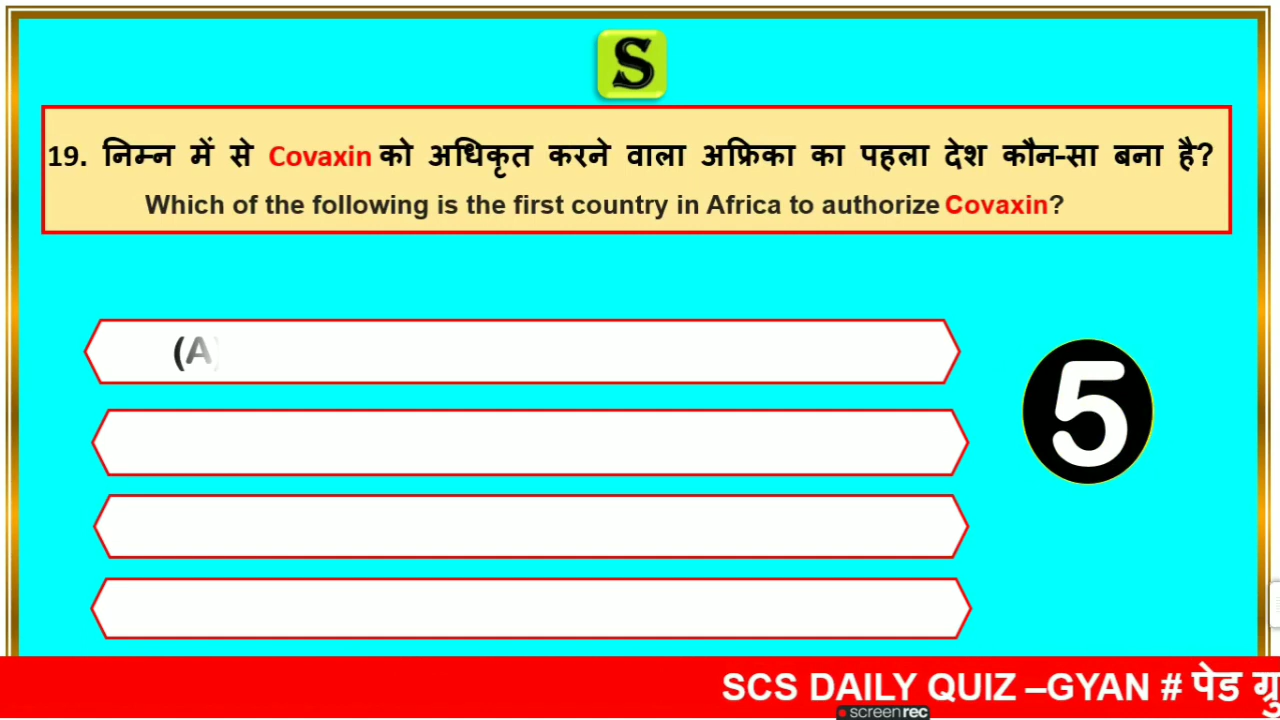 S
19. निम्न में से Covaxin को अधिकृत करने वाला अफ्रिका का पहला देश कौन-सा बना है?
Which of the following is the first country in Africa to authorize Covaxin?
(A)
5
SCS DAILY QUIZ –GYAN # पेड ग्रु
screenrec